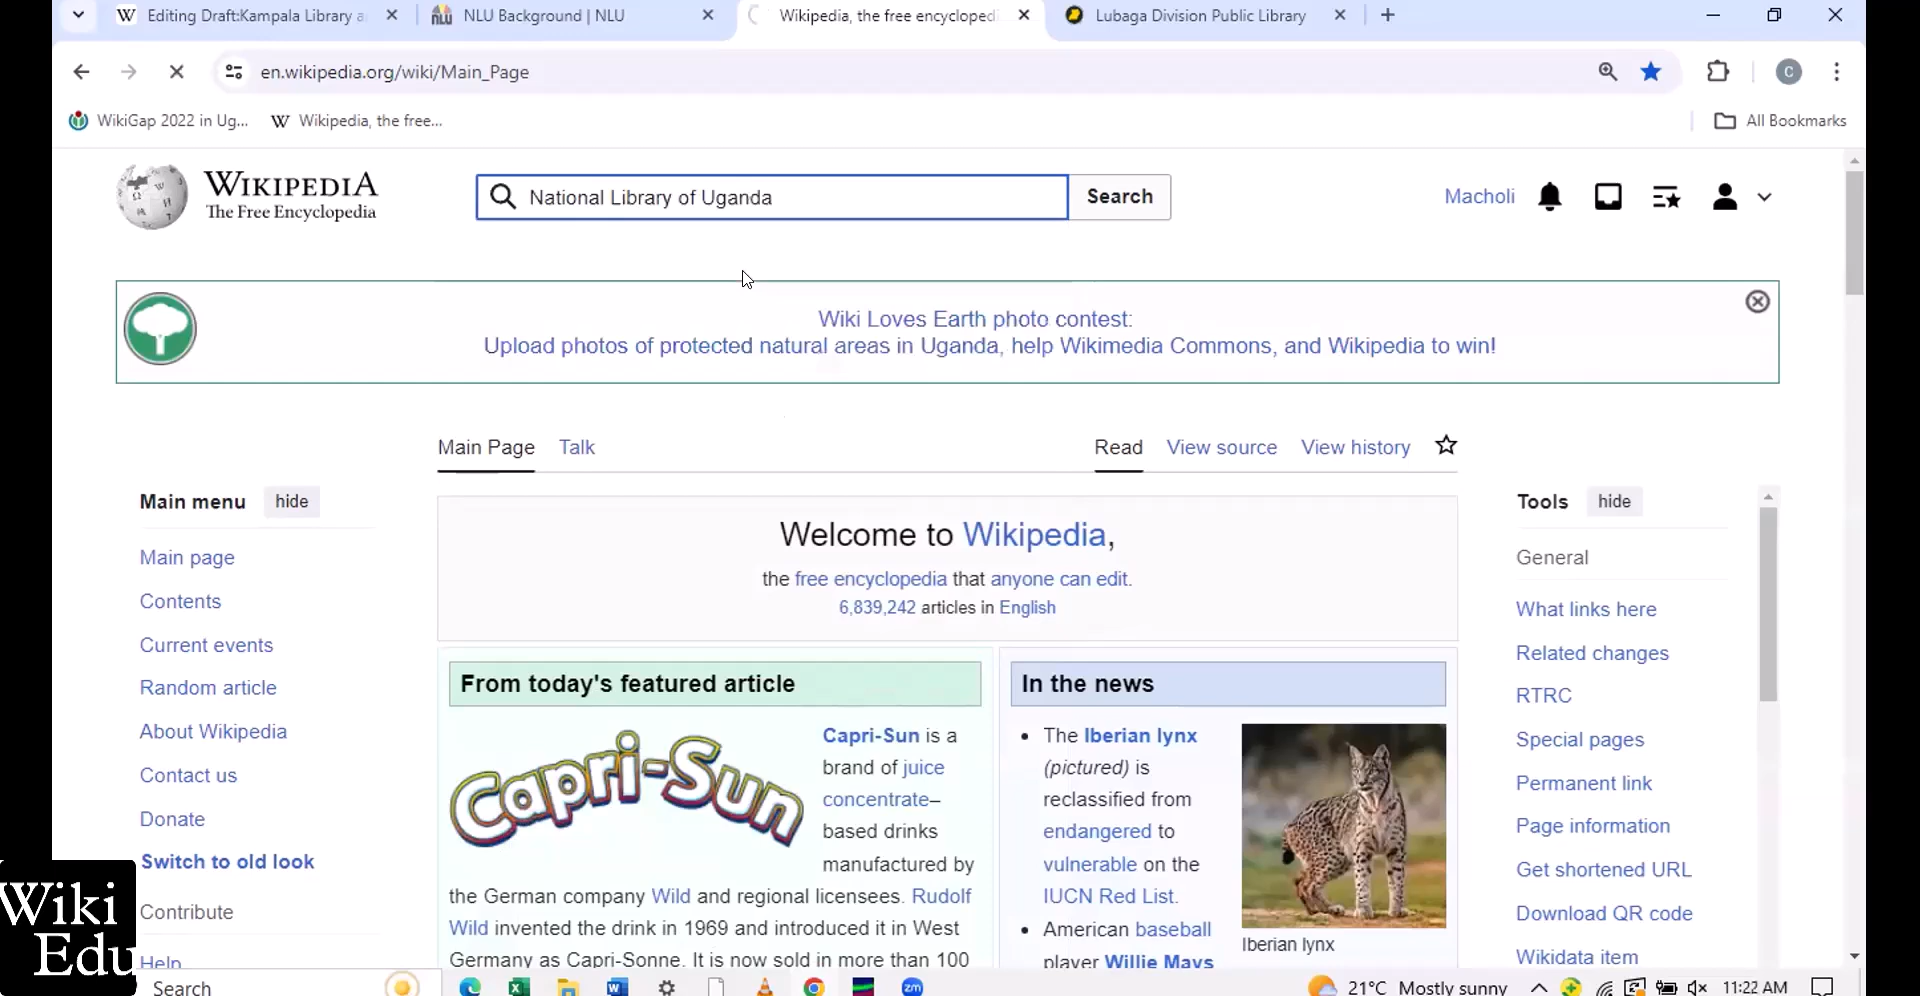 Editing Draft:Kampala Library a
NLU Background | NLU
Wikipedia, the free encyclopedi
Lubaga Division Public Library
en.wikipedia.org/wiki/Main_Page
C
WikiGap 2022 in Ug...
Wikipedia, the free...
All Bookmarks
WIKIPEDIA
The Free Encyclopedia
National Library of Uganda
Search
Macholi
Wiki Loves Earth photo contest:
Upload photos of protected natural areas in Uganda, help Wikimedia Commons, and Wikipedia to win!
Main Page
Talk
Read
View source
View history
Main menu
hide
Main page
Contents
Current events
Random article
About Wikipedia
Contact us
Donate
Switch to old look
Contribute
Help
Welcome to Wikipedia,
the free encyclopedia that anyone can edit.
6,839,242 articles in English
From today's featured article
Capri-Sun
Capri-Sun is a
brand of juice
concentrate–
based drinks
manufactured by
the German company Wild and regional licensees. Rudolf
Wild invented the drink in 1969 and introduced it in West
Germany as Capri-Sonne. It is now sold in more than 100
In the news
• The Iberian lynx
(pictured) is
reclassified from
endangered to
vulnerable on the
IUCN Red List.
• American baseball
player Willie Mays
Iberian lynx
Tools
hide
General
What links here
Related changes
RTRC
Special pages
Permanent link
Page information
Get shortened URL
Download QR code
Wikidata item
Wiki
Edu
Search
zm
21°C Mostly sunny
11:22 AM